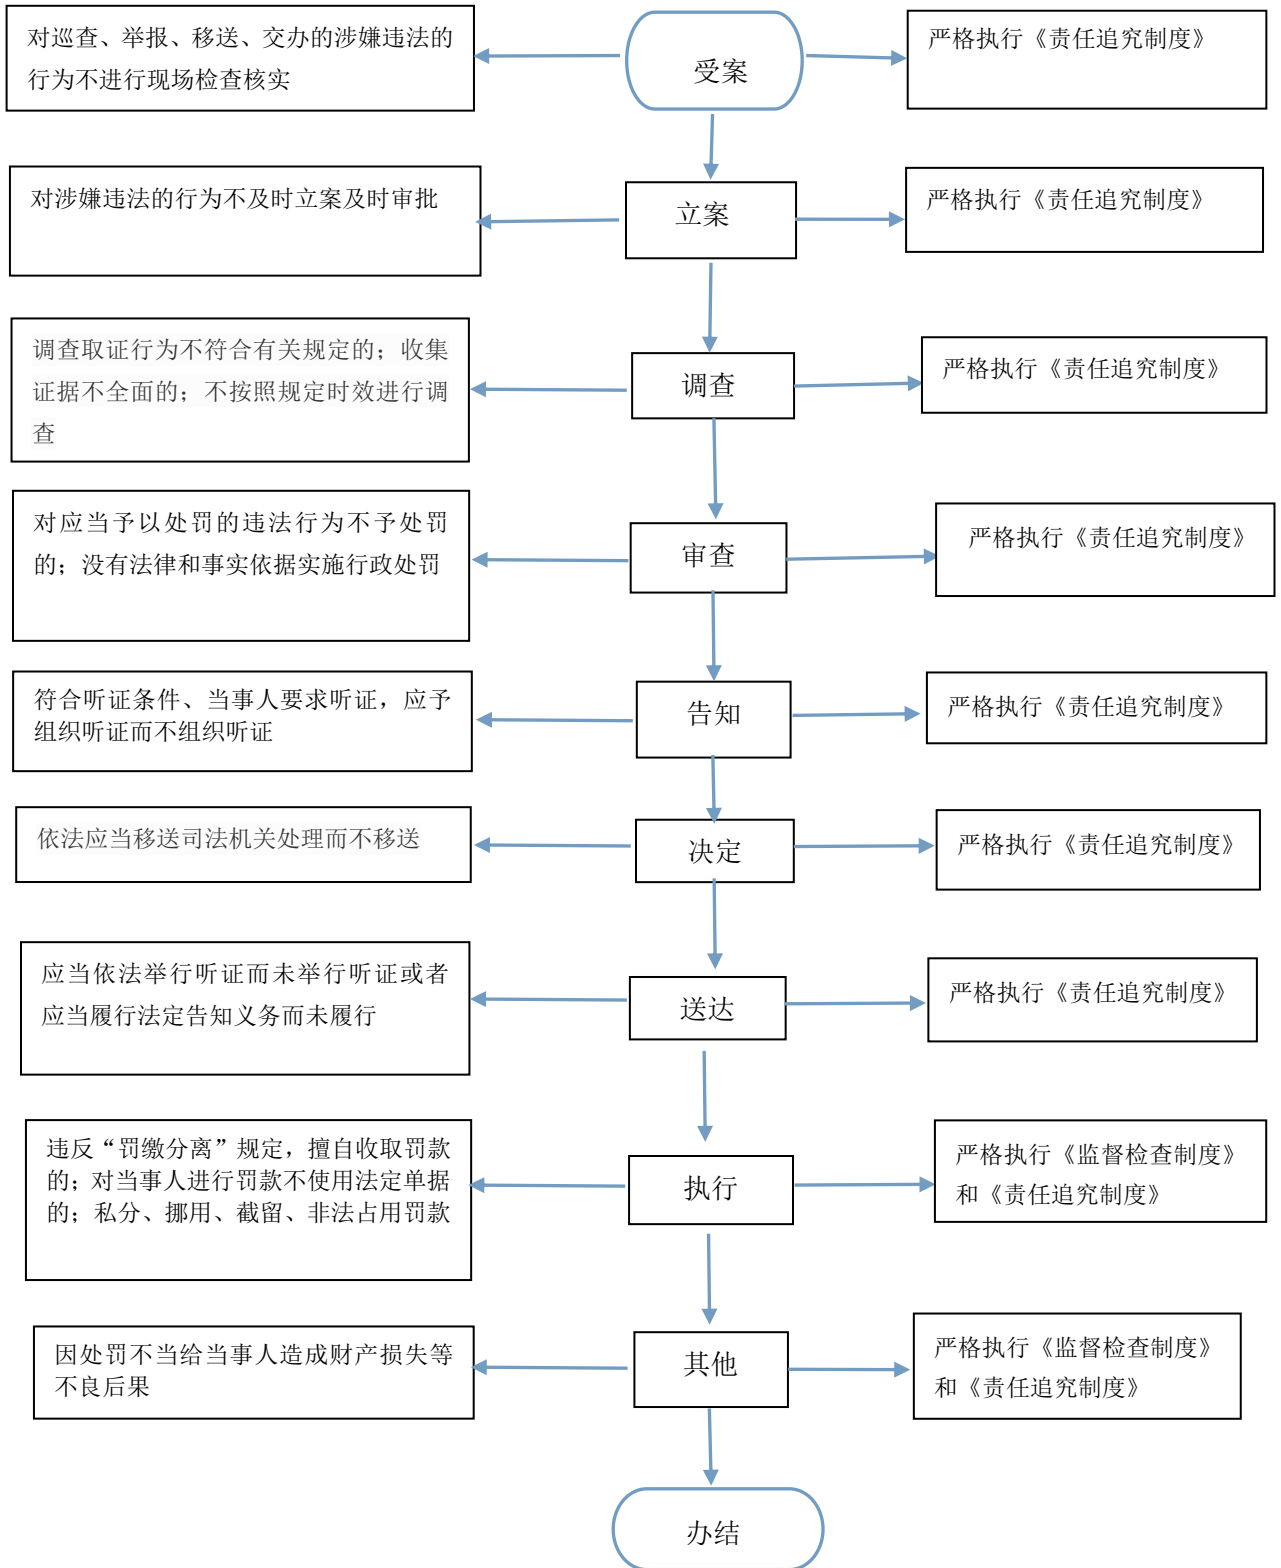 对巡查、举报、移送、交办的涉嫌违法的
行为不进行现场检查核实
受案
严格执行《责任追究制度》
对涉嫌违法的行为不及时立案及时审批
立案
严格执行《责任追究制度》
调查取证行为不符合有关规定的；收集
证据不全面的；不按照规定时效进行调
查
调查
严格执行《责任追究制度》
对应当予以处罚的违法行为不予处罚
的；没有法律和事实依据实施行政处罚
审查
严格执行《责任追究制度》
符合听证条件、当事人要求听证，应予
组织听证而不组织听证
告知
严格执行《责任追究制度》
依法应当移送司法机关处理而不移送
决定
严格执行《责任追究制度》
应当依法举行听证而未举行听证或者
应当履行法定告知义务而未履行
送达
严格执行《责任追究制度》
违反“罚缴分离”规定，擅自收取罚款
的；对当事人进行罚款不使用法定单据
的；私分、挪用、截留、非法占用罚款
执行
严格执行《监督检查制度》
和《责任追究制度》
因处罚不当给当事人造成财产损失等
不良后果
其他
严格执行《监督检查制度》
和《责任追究制度》
办结